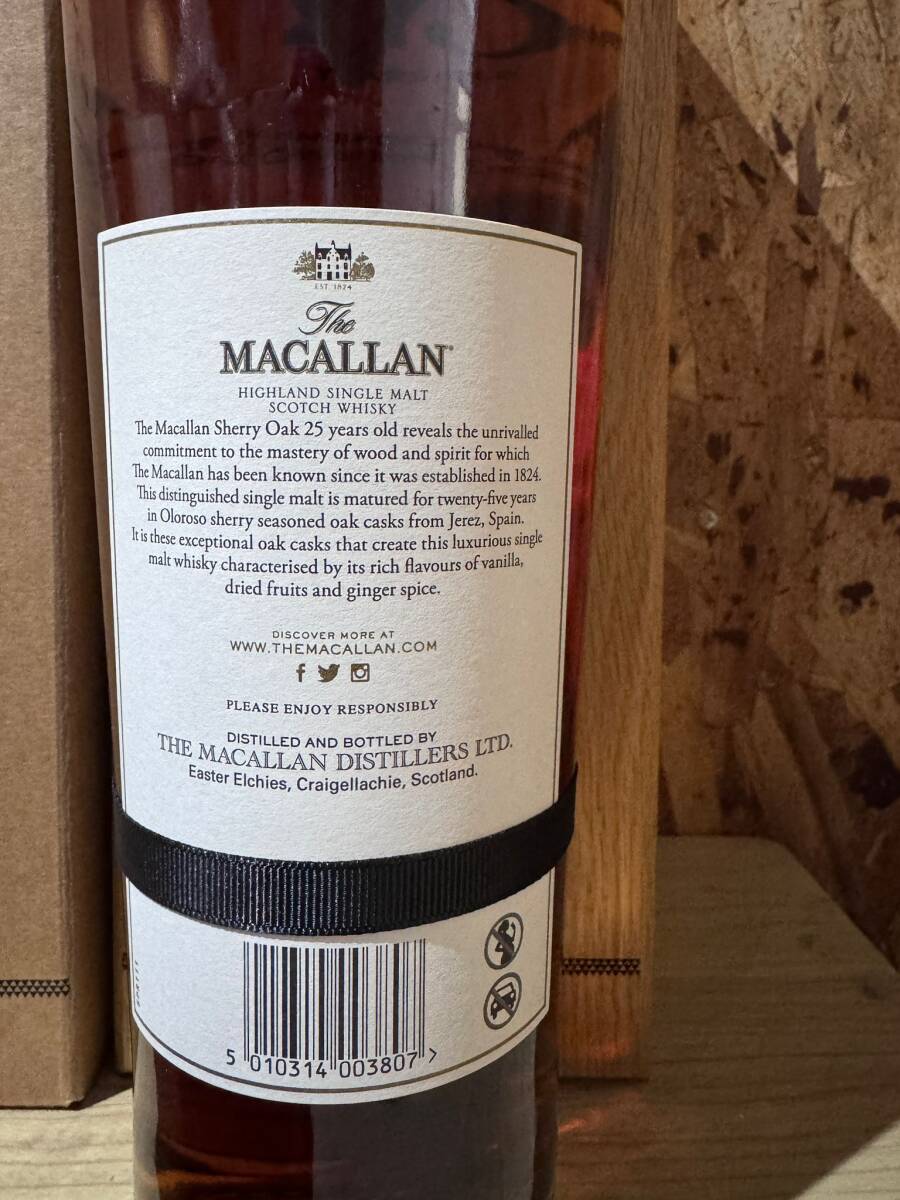 EST. 1824
The
MACALLAN
HIGHLAND SINGLE MALT
SCOTCH WHISKY
The Macallan Sherry Oak 25 years old reveals the unrivalled
commitment to the mastery of wood and spirit for which
The Macallan has been known since it was established in 1824.
This distinguished single malt is matured for twenty-five years
in Oloroso sherry seasoned oak casks from Jerez, Spain.
It is these exceptional oak casks that create this luxurious single
malt whisky characterised by its rich flavours of vanilla,
dried fruits and ginger spice.
DISCOVER MORE AT
WWW.THEMACALLAN.COM
PLEASE ENJOY RESPONSIBLY
DISTILLED AND BOTTLED BY
THE MACALLAN DISTILLERS LTD.
Easter Elchies, Craigellachie, Scotland.
5 010314 003807 >